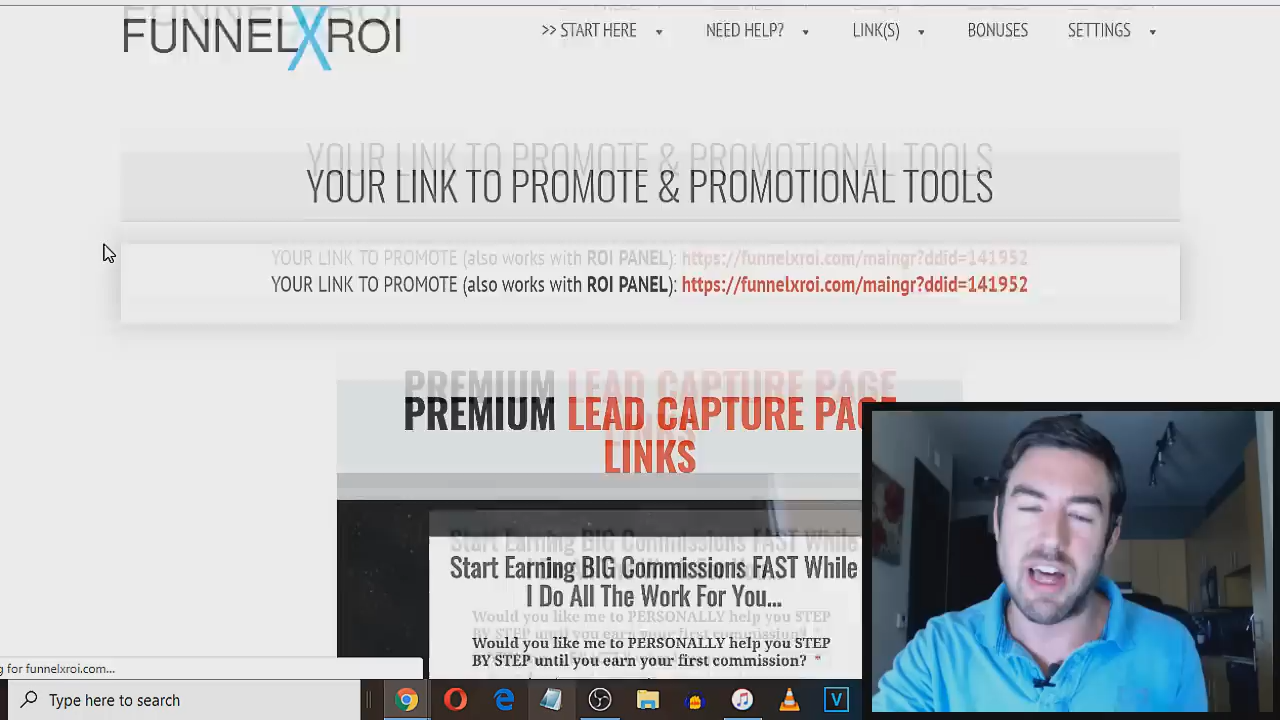 FUNNELXROI
>> START HERE
NEED HELP?
LINK(S)
BONUSES
SETTINGS
YOUR LINK TO PROMOTE & PROMOTIONAL TOOLS
YOUR LINK TO PROMOTE (also works with ROI PANEL): https://funnelxroi.com/maingr?ddid=141952
PREMIUM LEAD CAPTURE
LINKS
Start Earning BIG Commissions FAST While
I Do All The Work For You...
Would you like me to PERSONALLY help you STEP
BY STEP until you earn your first commission? *
for funnelxroi.com...
Type here to search
V